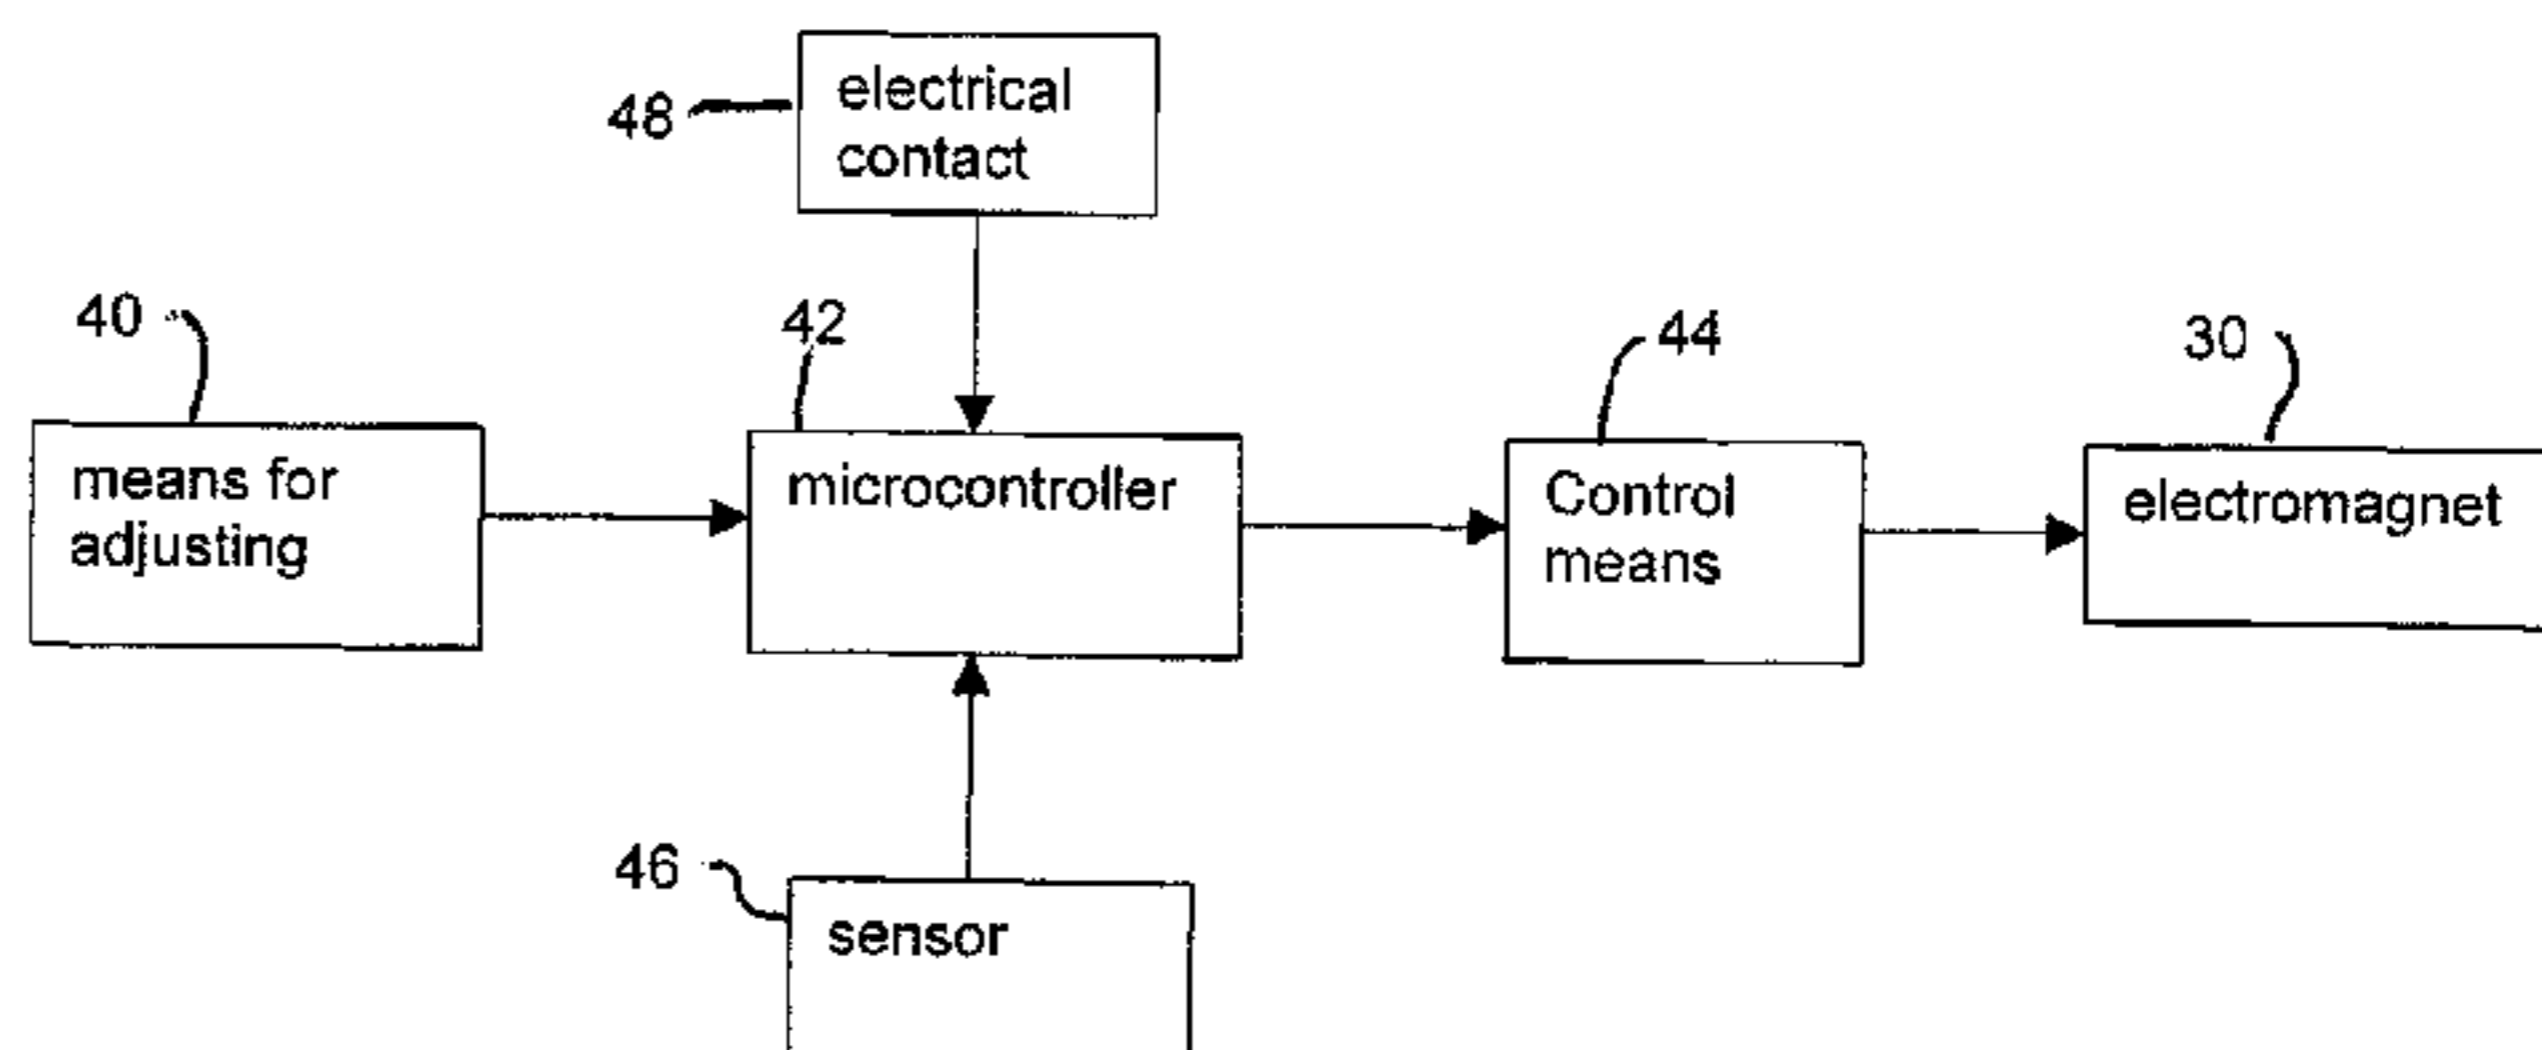 48
electrical
contact
40
42
44
30
means for
adjusting
microcontroller
Control
means
electromagnet
46
sensor